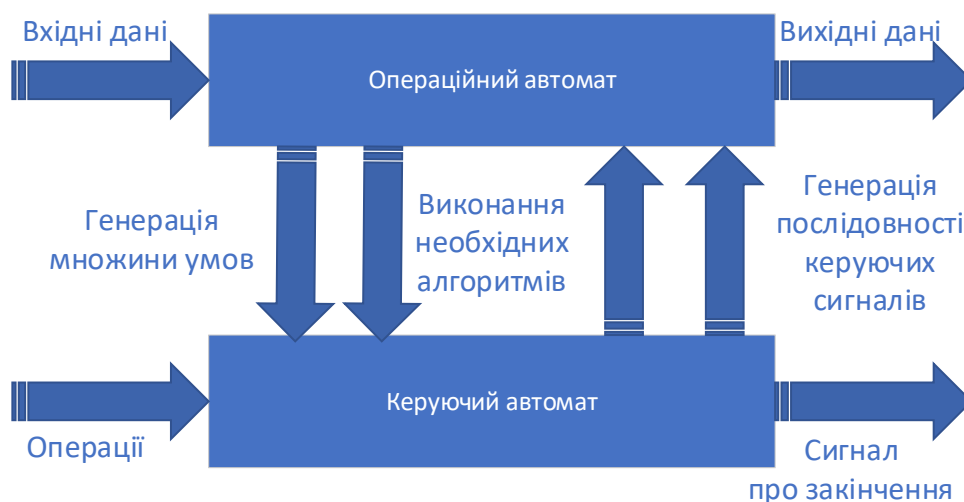 Вхідні дані
Вихідні дані
Операційний автомат
Генерація
множини умов
Виконання
необхідних
алгоритмів
Генерація
послідовності
керуючих
сигналів
Керуючий автомат
Операції
Сигнал
про закінчення